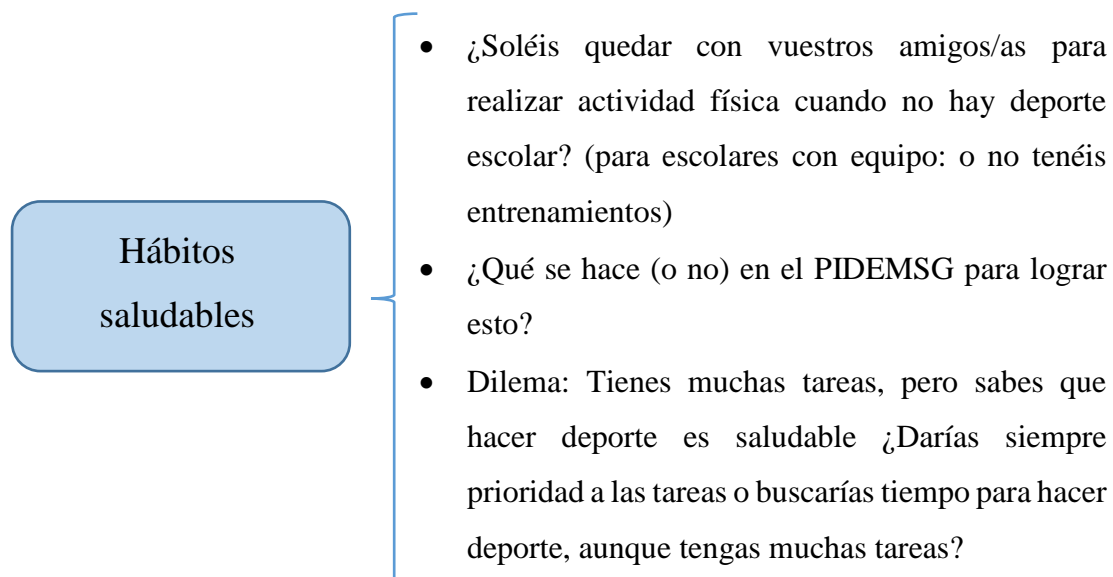 Hábitos
saludables
• ¿Soléis quedar con vuestros amigos/as para
realizar actividad física cuando no hay deporte
escolar? (para escolares con equipo: o no tenéis
entrenamientos)
• ¿Qué se hace (o no) en el PIDEMSG para lograr
esto?
• Dilema: Tienes muchas tareas, pero sabes que
hacer deporte es saludable ¿Darías siempre
prioridad a las tareas o buscarías tiempo para hacer
deporte, aunque tengas muchas tareas?